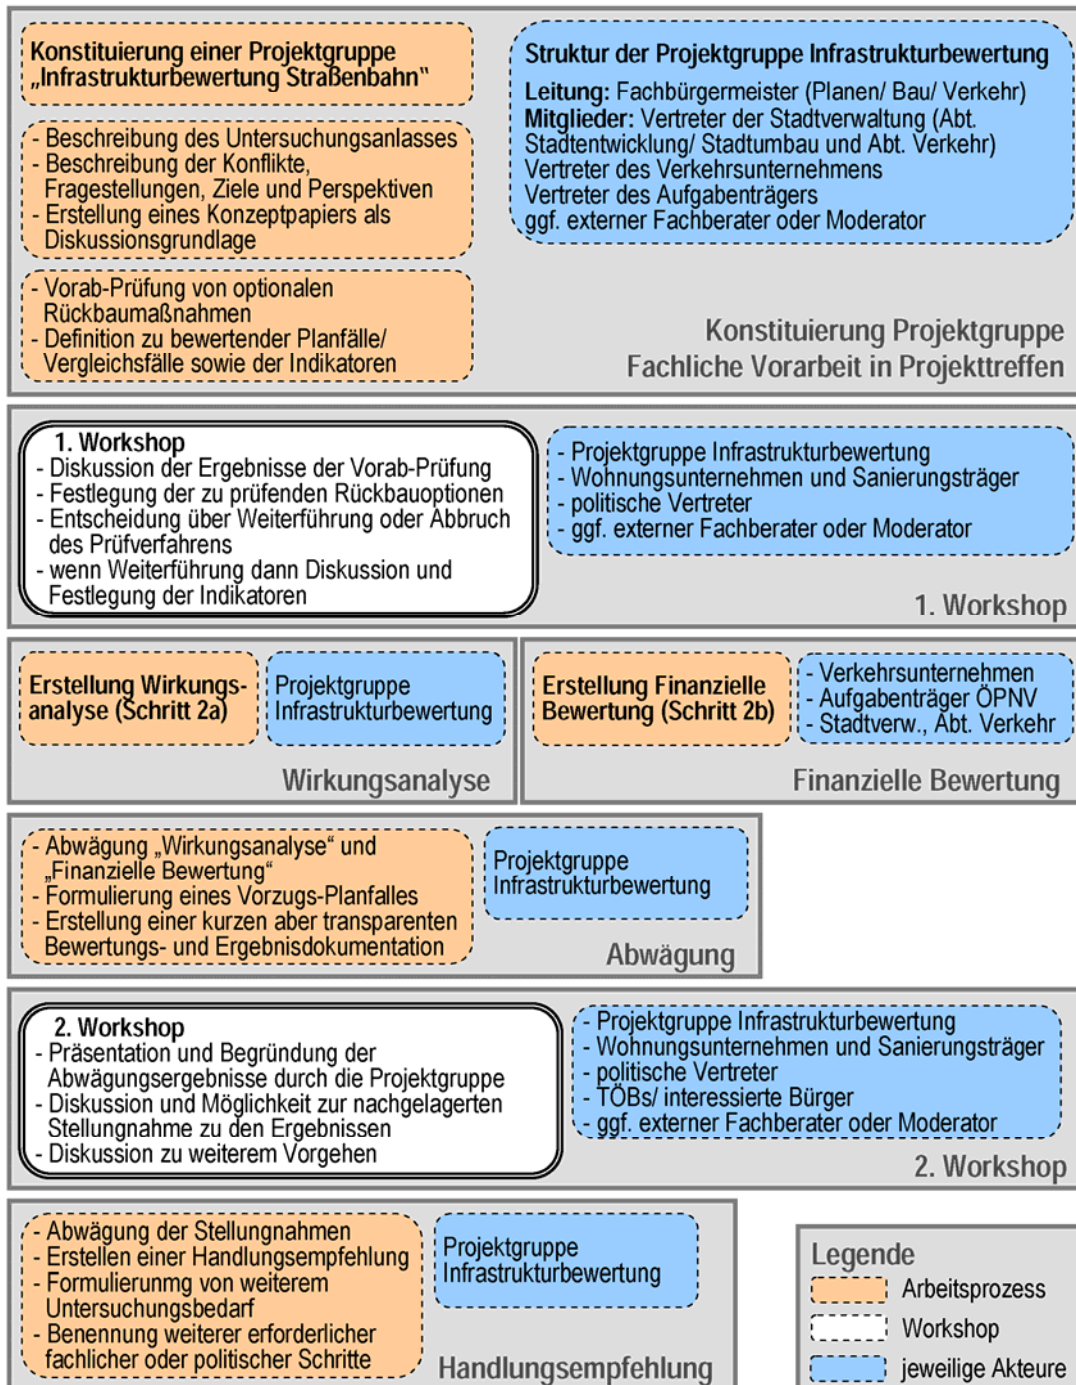 Konstituierung einer Projektgruppe
„Infrastrukturbewertung Straßenbahn“
- Beschreibung des Untersuchungsanlasses
- Beschreibung der Konflikte,
Fragestellungen, Ziele und Perspektiven
- Erstellung eines Konzeptpapiers als
Diskussionsgrundlage
- Vorab-Prüfung von optionalen
Rückbaumaßnahmen
- Definition zu bewertender Planfälle/
Vergleichsfälle sowie der Indikatoren
Struktur der Projektgruppe Infrastrukturbewertung
Leitung: Fachbürgermeister (Planen/ Bau/ Verkehr)
Mitglieder: Vertreter der Stadtverwaltung (Abt.
Stadtentwicklung/ Stadtumbau und Abt. Verkehr)
Vertreter des Verkehrsunternehmens
Vertreter des Aufgabenträgers
ggf. externer Fachberater oder Moderator
Konstituierung Projektgruppe
Fachliche Vorarbeit in Projekttreffen
1. Workshop
- Diskussion der Ergebnisse der Vorab-Prüfung
- Festlegung der zu prüfenden Rückbauoptionen
- Entscheidung über Weiterführung oder Abbruch
des Prüfverfahrens
- wenn Weiterführung dann Diskussion und
Festlegung der Indikatoren
- Projektgruppe Infrastrukturbewertung
- Wohnungsunternehmen und Sanierungsträger
- politische Vertreter
- ggf. externer Fachberater oder Moderator
1. Workshop
Erstellung Wirkungs-
analyse (Schritt 2a)
Projektgruppe
Infrastrukturbewertung
Wirkungsanalyse
Erstellung Finanzielle
Bewertung (Schritt 2b)
- Verkehrsunternehmen
- Aufgabenträger ÖPNV
- Stadtverw., Abt. Verkehr
Finanzielle Bewertung
- Abwägung „Wirkungsanalyse“ und
„Finanzielle Bewertung“
- Formulierung eines Vorzugs-Planfalles
- Erstellung einer kurzen aber transparenten
Bewertungs- und Ergebnisdokumentation
Projektgruppe
Infrastrukturbewertung
Abwägung
2. Workshop
- Präsentation und Begründung der
Abwägungsergebnisse durch die Projektgruppe
- Diskussion und Möglichkeit zur nachgelagerten
Stellungnahme zu den Ergebnissen
- Diskussion zu weiterem Vorgehen
- Projektgruppe Infrastrukturbewertung
- Wohnungsunternehmen und Sanierungsträger
- politische Vertreter
- TÖBs/ interessierte Bürger
- ggf. externer Fachberater oder Moderator
2. Workshop
- Abwägung der Stellungnahmen
- Erstellen einer Handlungsempfehlung
- Formulierunmg von weiterem
Untersuchungsbedarf
- Benennung weiterer erforderlicher
fachlicher oder politischer Schritte
Projektgruppe
Infrastrukturbewertung
Handlungsempfehlung
Legende
Arbeitsprozess
Workshop
jeweilige Akteure